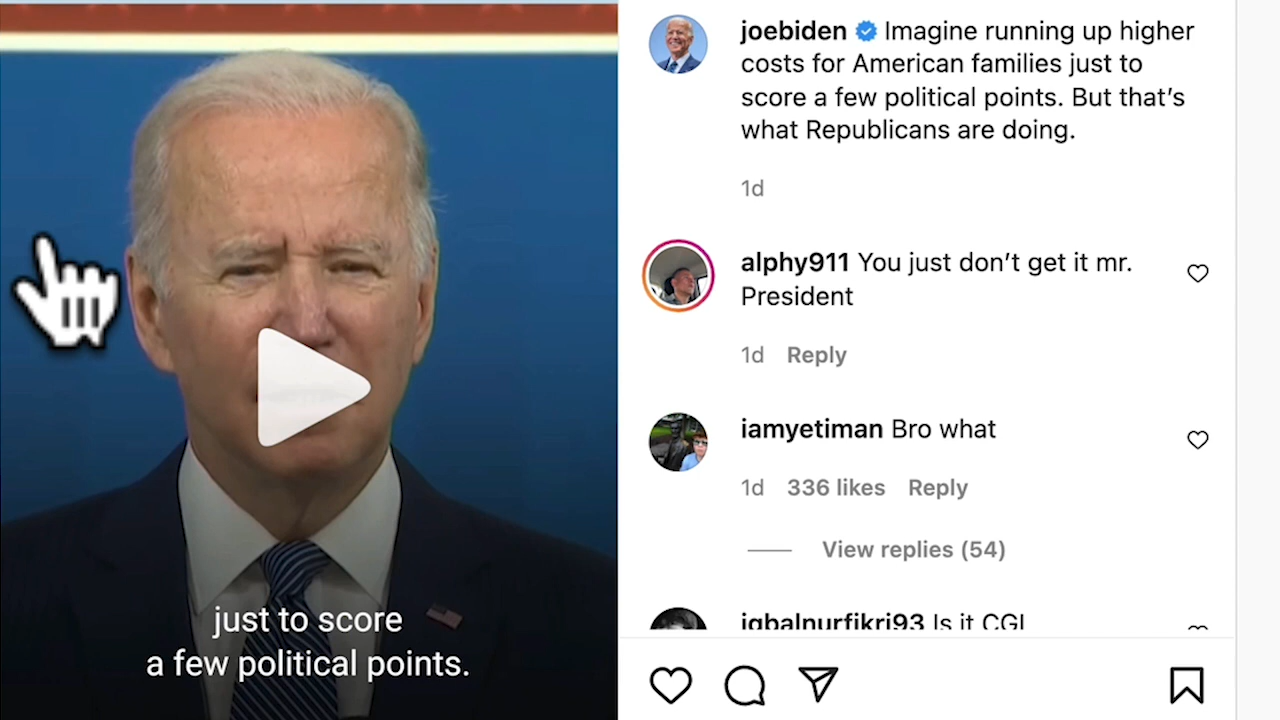 just to score
a few political points.
joebiden Imagine running up higher
costs for American families just to
score a few political points. But that's
what Republicans are doing.
1d
alphy911 You just don't get it mr.
President
1d Reply
iamyetiman Bro what
1d 336 likes Reply
View replies (54)
iqbalnurfikri93 Is it CGI